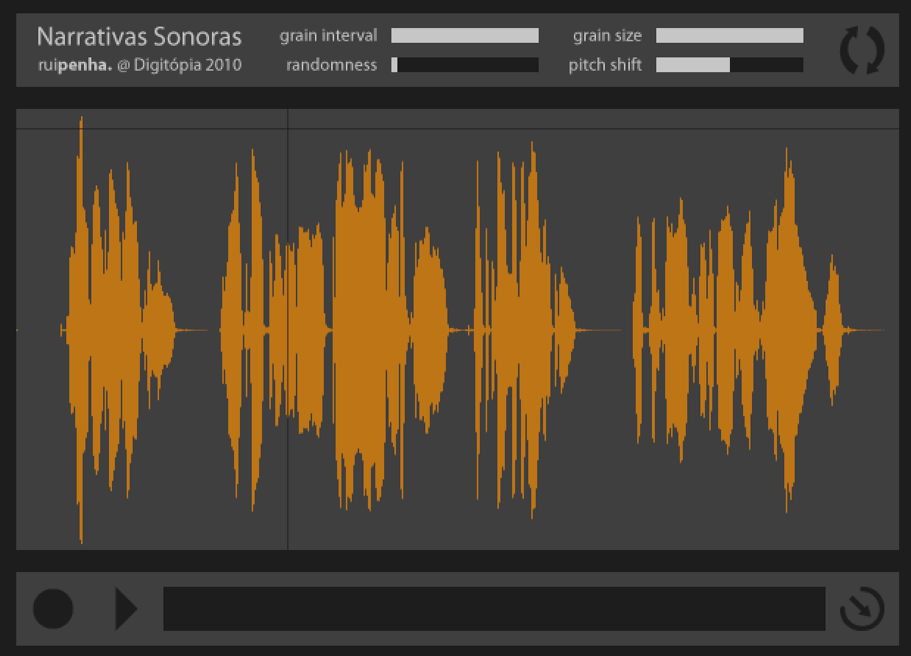 Narrativas Sonoras
ruipenha. @ Digitópia 2010
grain interval
randomness
grain size
pitch shift